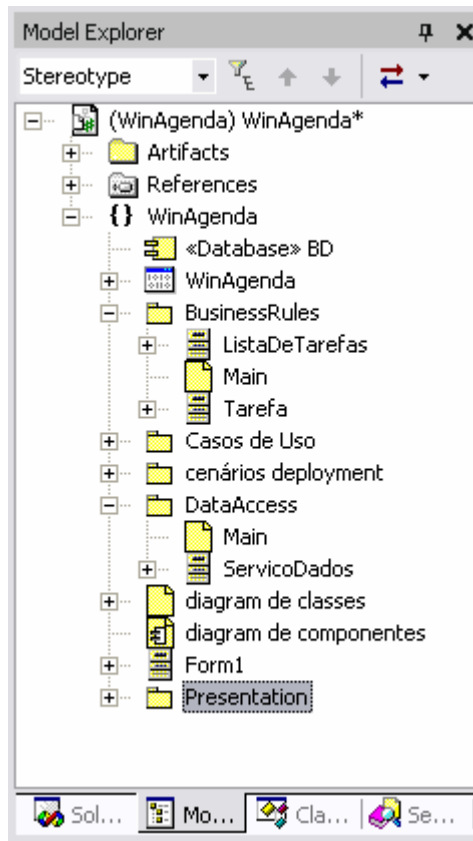 Model Explorer
Stereotype
(WinAgenda) WinAgenda*
Artifacts
References
WinAgenda
«Database» BD
WinAgenda
BusinessRules
ListaDeTarefas
Main
Tarefa
Casos de Uso
cenários deployment
DataAccess
Main
ServicoDados
diagram de classes
diagram de componentes
Form1
Presentation
Sol... Mo... Cla... Se...